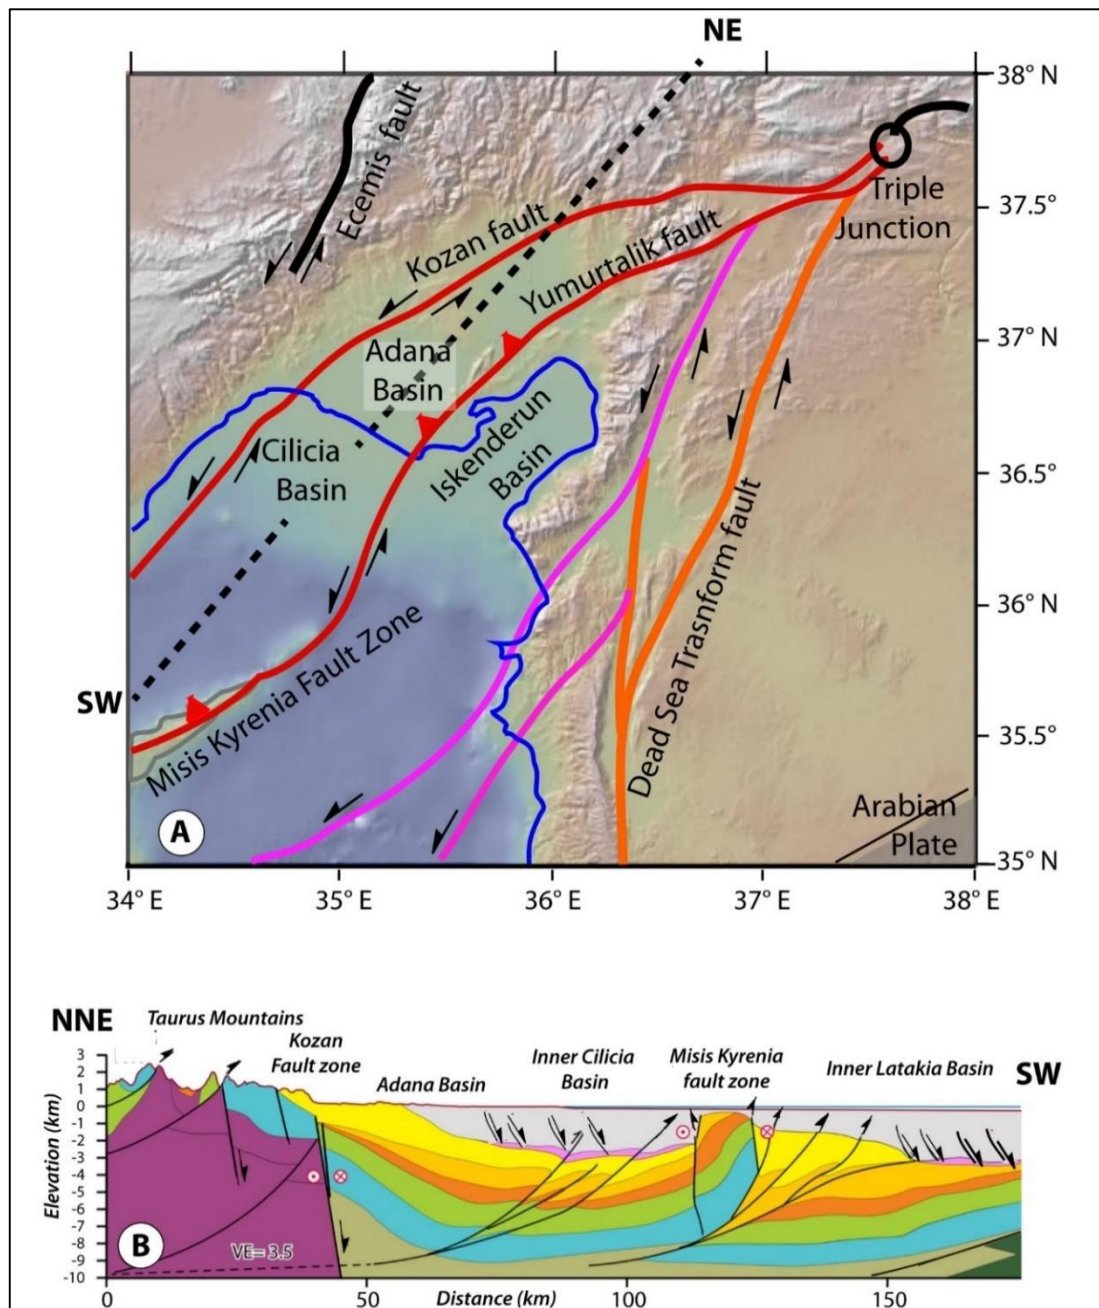 NE
38° N
37.5°
37° N
36.5°
36° N
35.5°
35° N
34° E
35° E
36° E
37° E
38° E
Ecemis fault
Kozan fault
Yumurtalik fault
Triple
Junction
Adana
Basin
Cilicia
Basin
Iskenderun
Basin
Dead Sea Trasnform fault
SW
Misis Kyrenia Fault Zone
Arabian
Plate
A
NNE
Taurus Mountains
Kozan
Fault zone
Adana Basin
Inner Cilicia
Basin
Misis Kyrenia
fault zone
Inner Latakia Basin
SW
Elevation (km)
3
2
1
0
-1
-2
-3
-4
-5
-6
-7
-8
-9
-10
B
VE= 3.5
0
50
100
150
Distance (km)